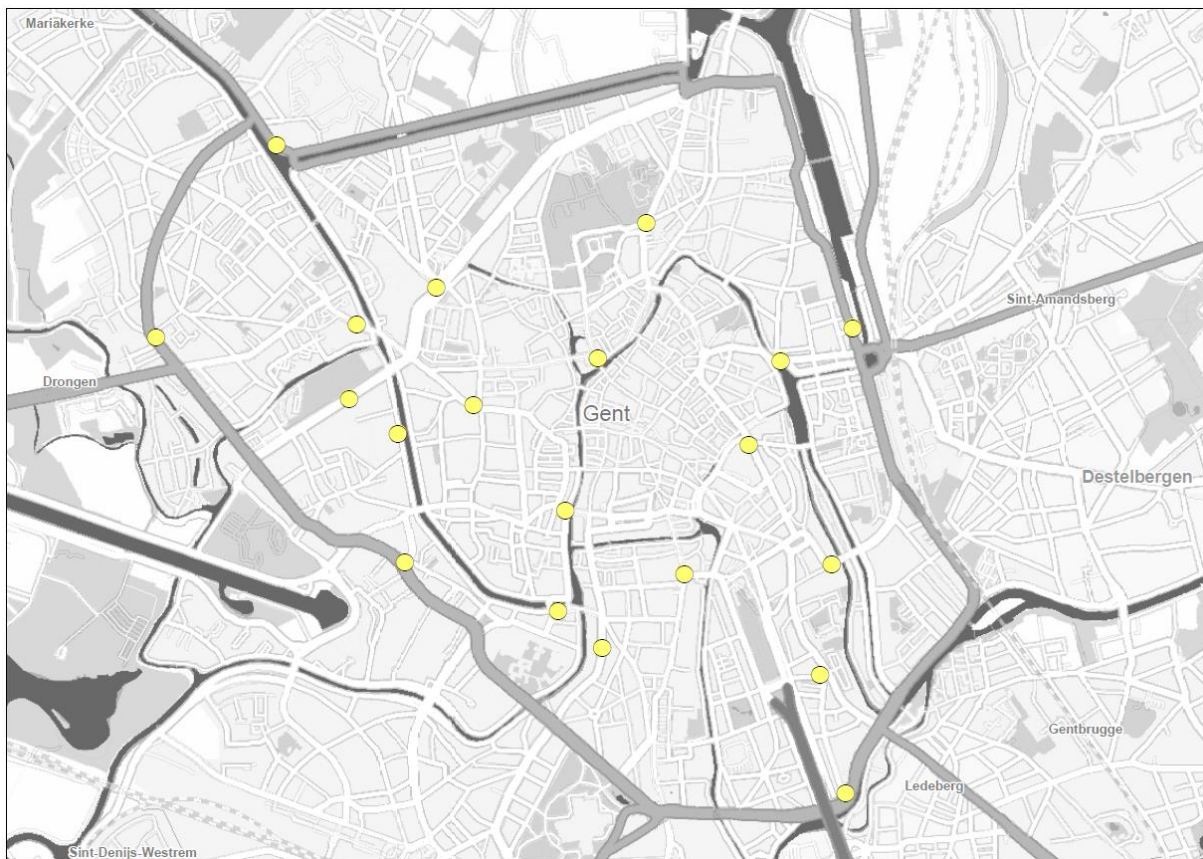 Mariakerke
Sint-Amandsberg
Drongen
Gent
Destelbergen
Gentbrugge
Ledeberg
Sint-Denijs-Westrem